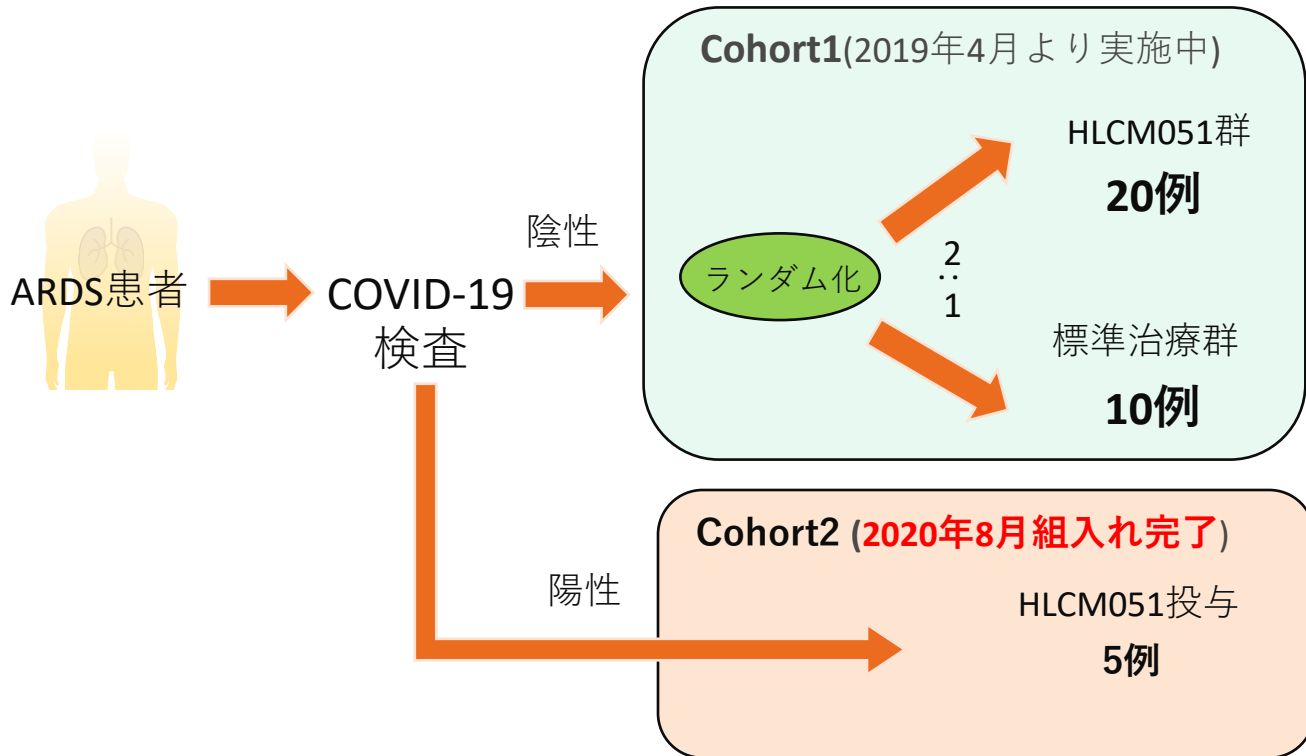 ARDS患者
COVID-19
検査
陰性
陽性
Cohort1(2019年4月より実施中)
ランダム化
2:1
HLCM051群
20例
標準治療群
10例
Cohort2 (2020年8月組入れ完了)
HLCM051投与
5例